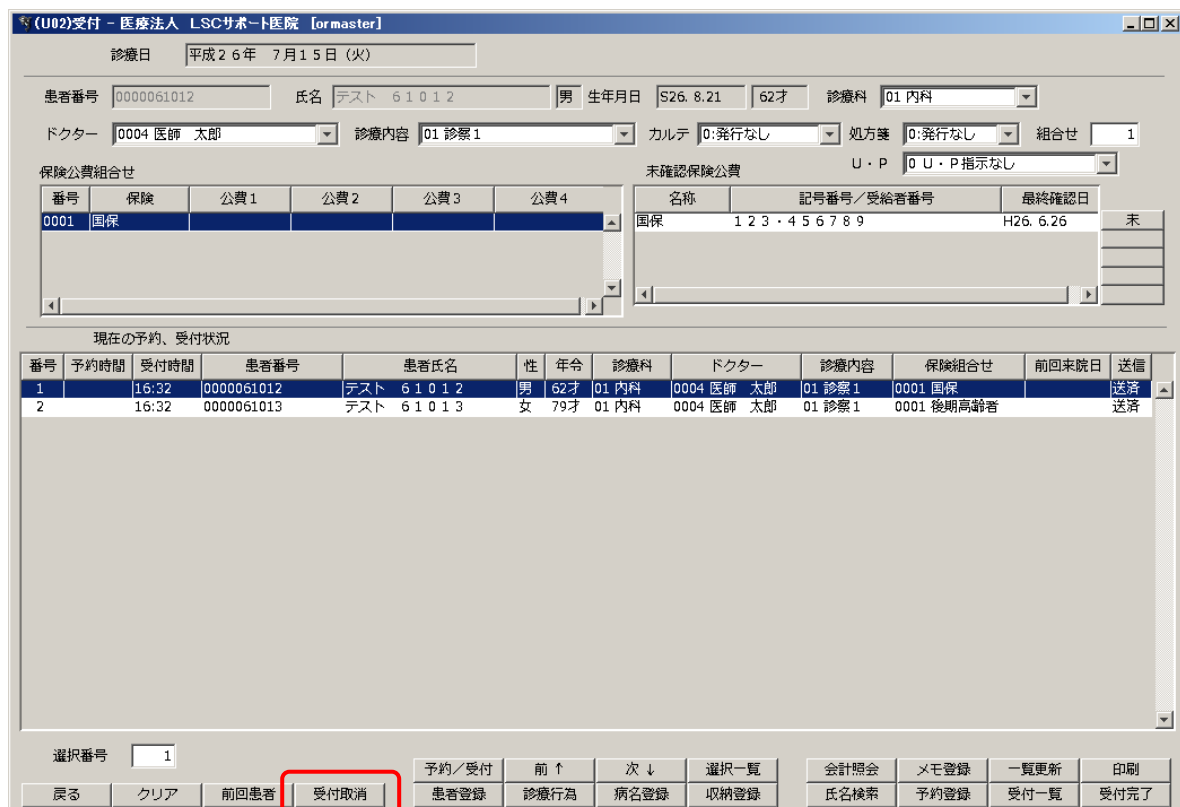 (U02)受付 - 医療法人 LSCサポート医院 [ormaster]
診療日 平成26年 7月15日 (火)
患者番号 0000061012 氏名 テスト 61012 男 生年月日 S26. 8.21 62才 診療科 01 内科
ドクター 0004 医師 太郎 診療内容 01 診察1 カルテ 0:発行なし 処方箋 0:発行なし 組合せ 1
保険公費組合せ 未確認保険公費 U・P 0 U・P指示なし
番号 保険 公費1 公費2 公費3 公費4 名称 記号番号/受給者番号 最終確認日
0001 国保 国保 123・456789 H26. 6.26 未
現在の予約、受付状況
番号 予約時間 受付時間 患者番号 患者氏名 性 年令 診療科 ドクター 診療内容 保険組合せ 前回来院日 送信
1 16:32 0000061012 テスト 61012 男 62才 01 内科 0004 医師 太郎 01 診察1 0001 国保 送済
2 16:32 0000061013 テスト 61013 女 79才 01 内科 0004 医師 太郎 01 診察1 0001 後期高齢者 送済
選択番号 1
予約/受付 前 ↑ 次 ↓ 選択一覧 会計照会 メモ登録 一覧更新 印刷
戻る クリア 前回患者 受付取消 患者登録 診療行為 病名登録 収納登録 氏名検索 予約登録 受付一覧 受付完了